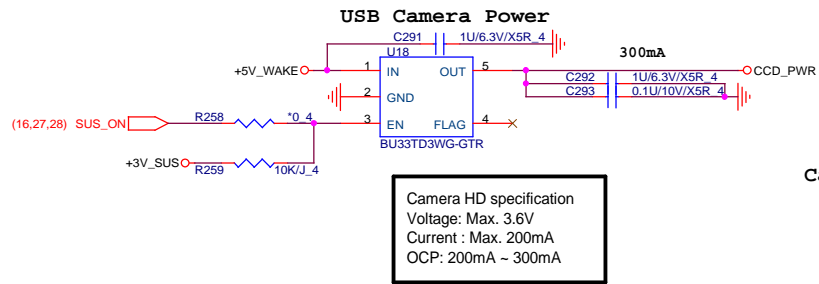 USB Camera Power
C291 1U/6.3V/X5R_4
U18
300mA
+5V_WAKE 1 IN OUT 5 CCD_PWR
C292 1U/6.3V/X5R_4
2 GND C293 0.1U/10V/X5R_4
(16,27,28) SUS_ON R258 *0_4 3 EN FLAG 4
BU33TD3WG-GTR
+3V_SUS R259 10K/J_4
Ca
Camera HD specification
Voltage: Max. 3.6V
Current : Max. 200mA
OCP: 200mA ~ 300mA